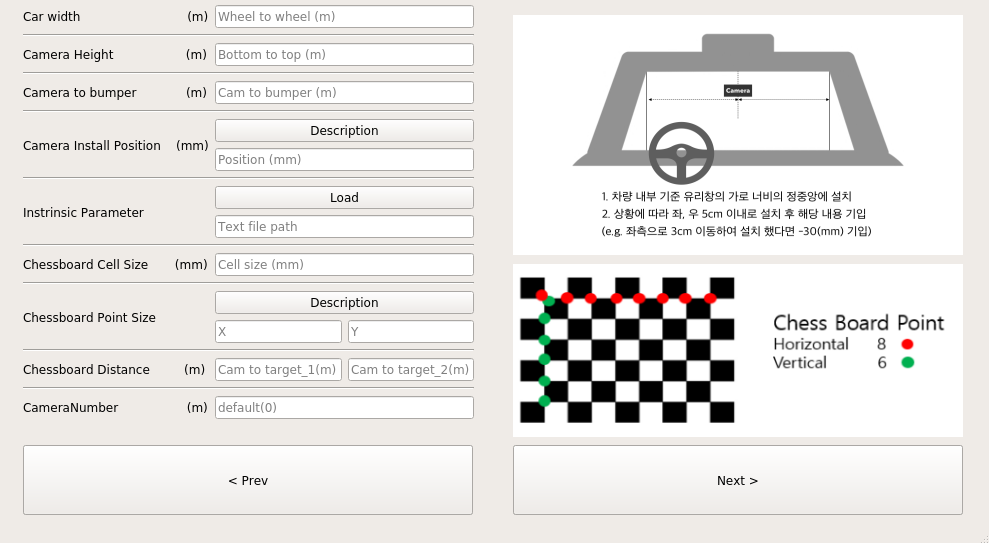 Car width (m) Wheel to wheel (m)
Camera Height (m) Bottom to top (m)
Camera to bumper (m) Cam to bumper (m)
Description
Camera Install Position (mm)
Position (mm)
Load
Instrinsic Parameter
Text file path
Chessboard Cell Size (mm) Cell size (mm)
Description
Chessboard Point Size
X Y
Chessboard Distance (m) Cam to target_1(m) Cam to target_2(m)
CameraNumber (m) default(0)
< Prev
Camera
1. 차량 내부 기준 유리창의 가로 너비의 정중앙에 설치
2. 상황에 따라 좌, 우 5cm 이내로 설치 후 해당 내용 기입
(e.g. 좌측으로 3cm 이동하여 설치 했다면 -30(mm) 기입)
Chess Board Point
Horizontal 8
Vertical 6
Next >